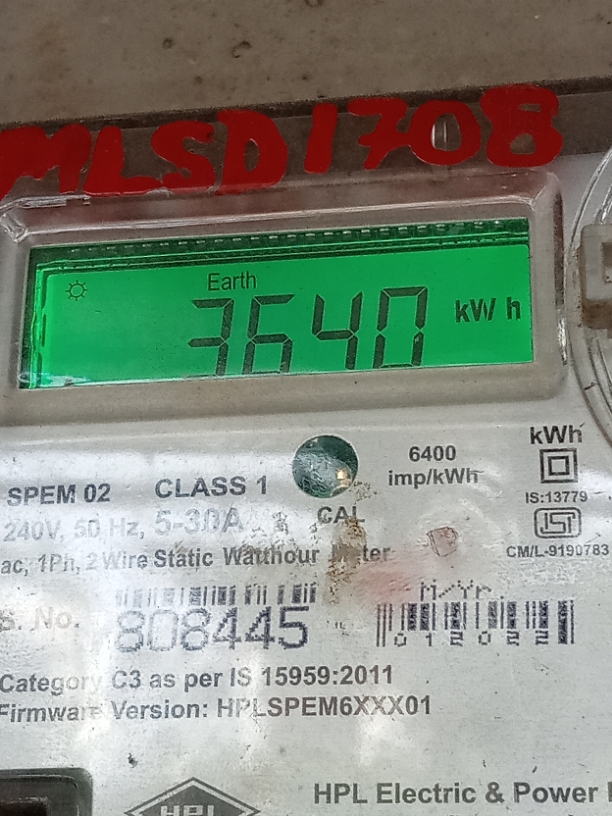 MLSD1708
Earth
3640 kWh
6400
imp/kWh
kWh
SPEM 02 CLASS 1
IS:13779
240V, 50 Hz, 5-30A
CAL
ISI
CM/L-9190783
ac, 1Ph, 2Wire Static Watthour Meter
M/Yr
S. No. 808445
012022
Category C3 as per IS 15959:2011
Firmware Version: HPLSPEM6XXX01
HPL
HPL Electric & Power